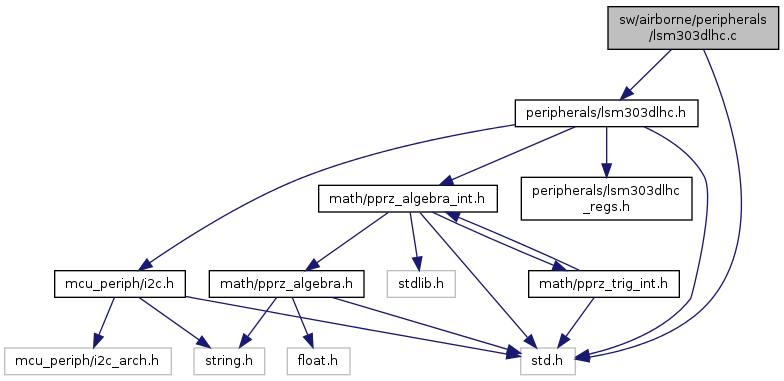 sw/airborne/peripherals
/lsm303dlhc.c
peripherals/lsm303dlhc.h
math/pprz_algebra_int.h
peripherals/lsm303dlhc
_regs.h
mcu_periph/i2c.h
math/pprz_algebra.h
stdlib.h
math/pprz_trig_int.h
mcu_periph/i2c_arch.h
string.h
float.h
std.h